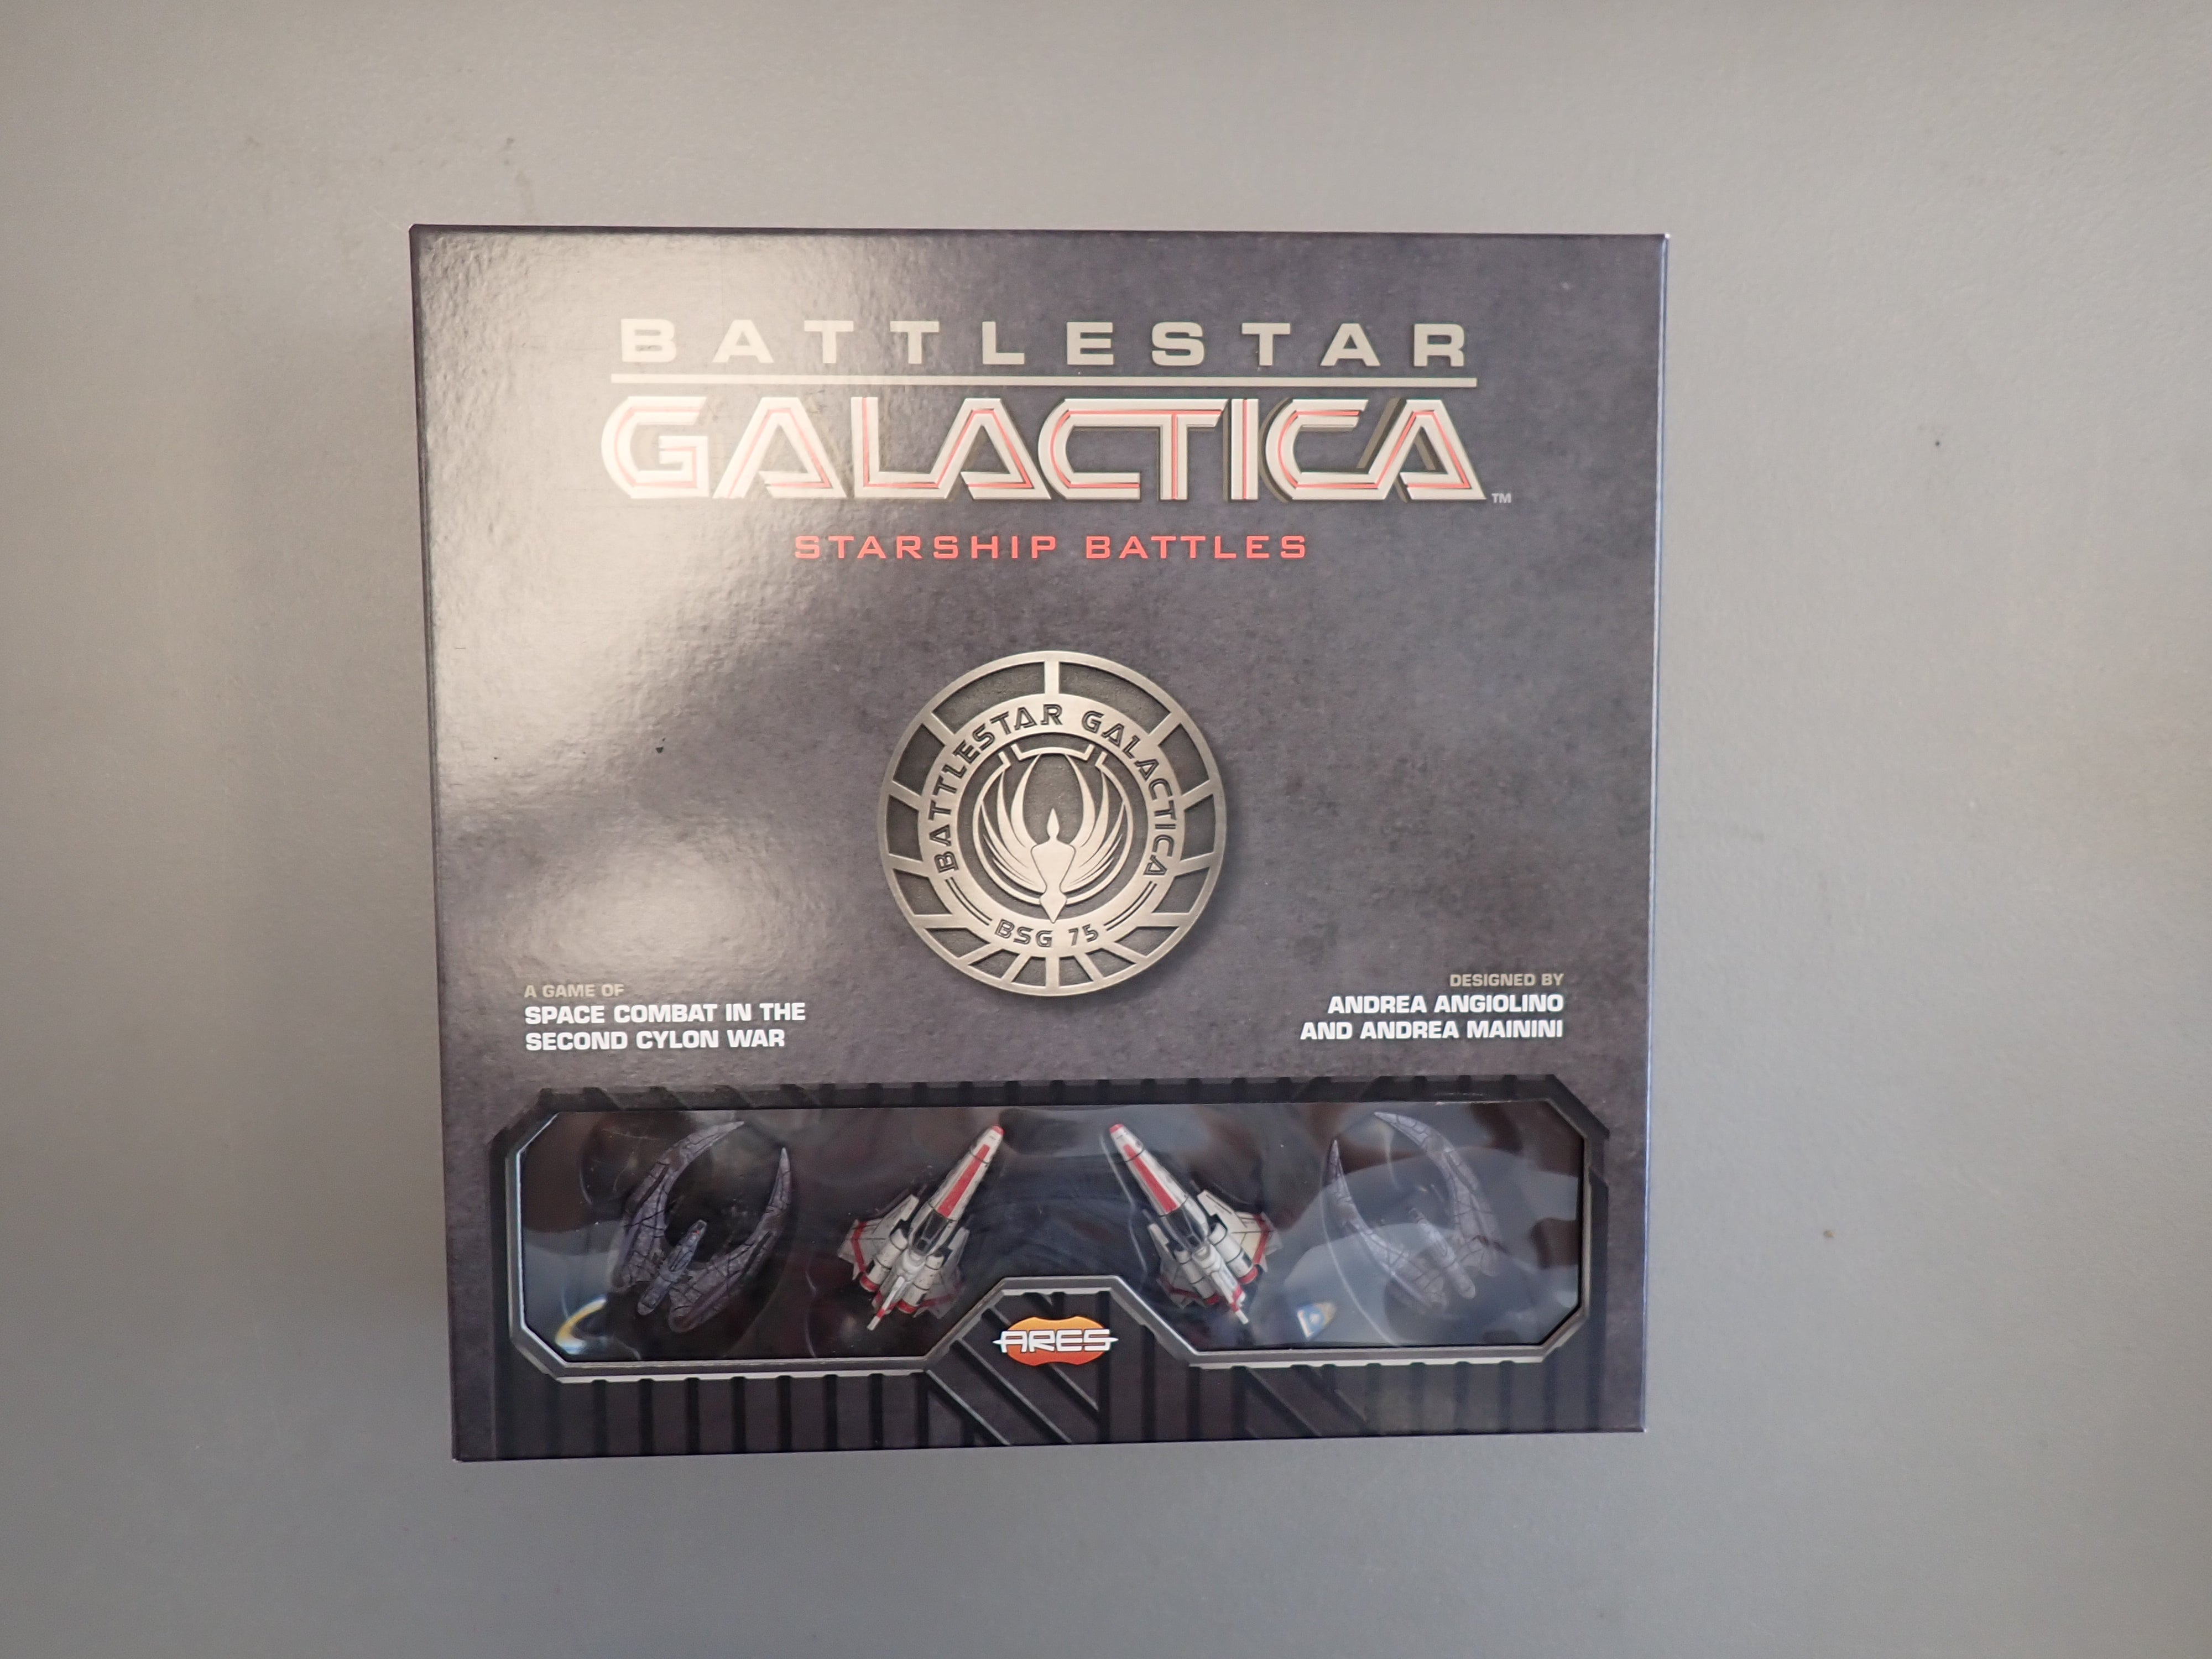 BATTLESTAR
GALACTICA™
STARSHIP BATTLES
BATTLESTAR GALACTICA
BSG 75
A GAME OF
SPACE COMBAT IN THE
SECOND CYLON WAR
DESIGNED BY
ANDREA ANGIOLINO
AND ANDREA MAININI
ARES